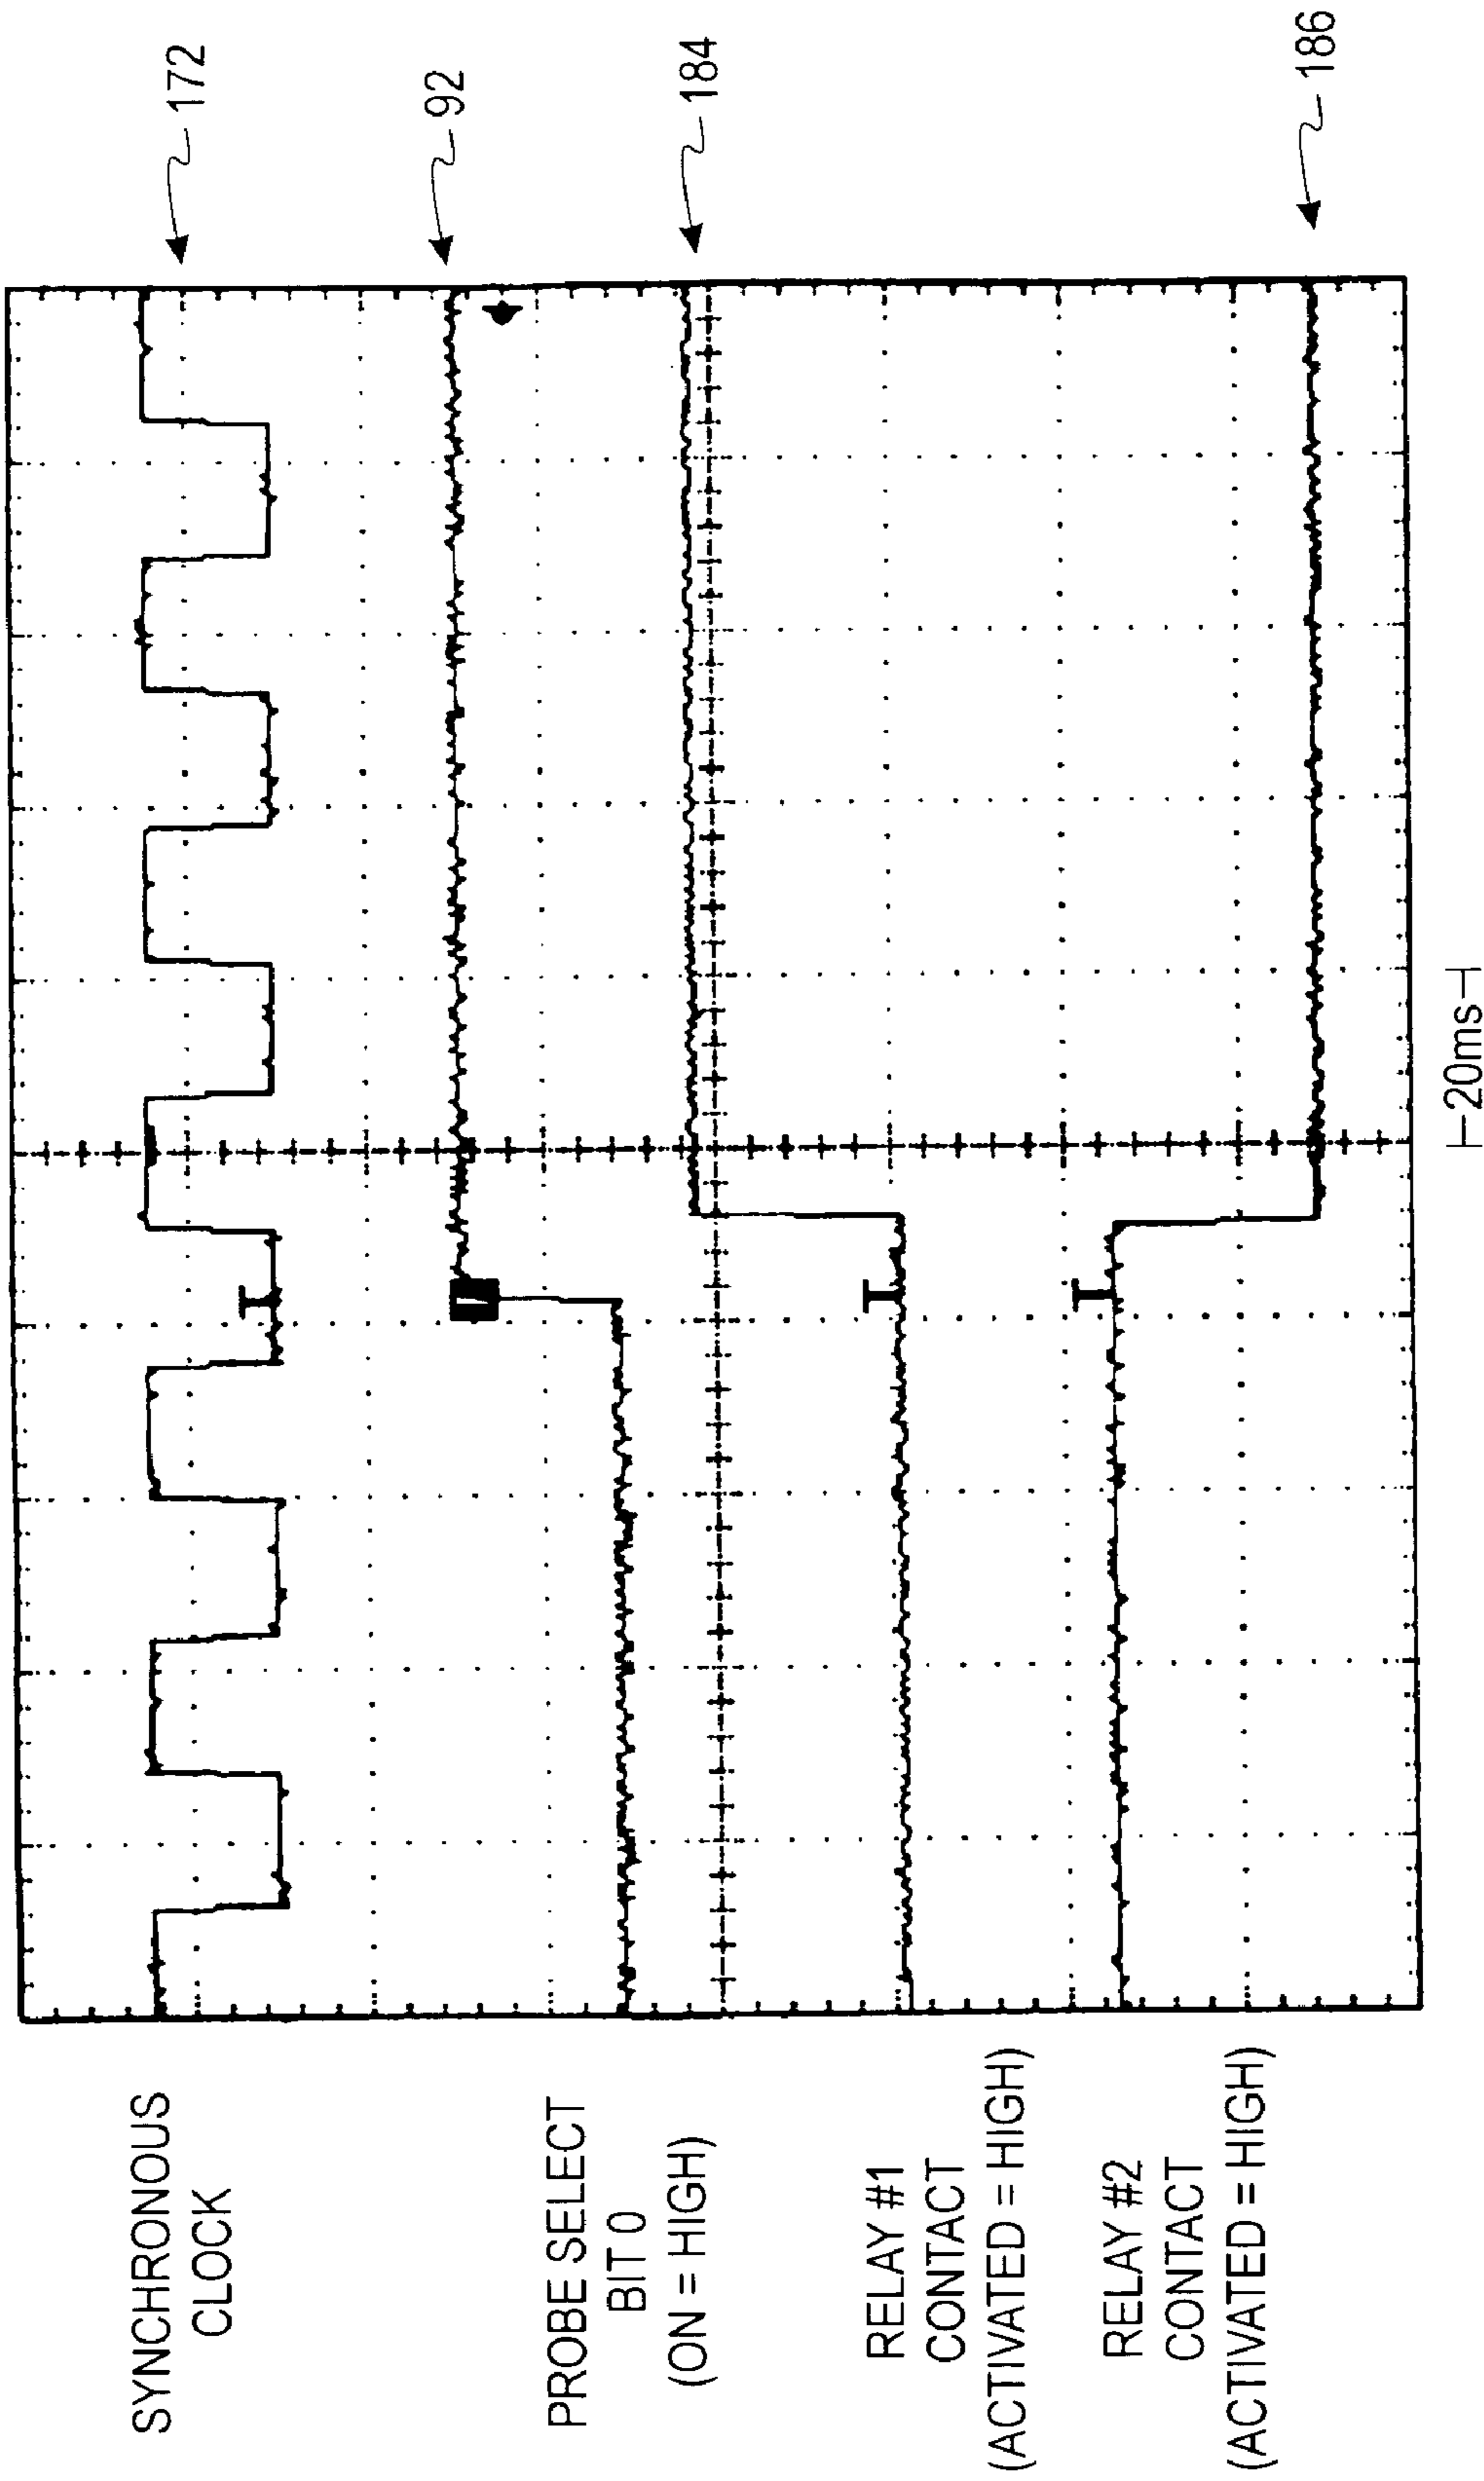 SYNCHRONOUS
CLOCK
172
PROBE SELECT
BIT 0
(ON = HIGH)
92
184
RELAY #1
CONTACT
(ACTIVATED = HIGH)
RELAY #2
CONTACT
(ACTIVATED = HIGH)
186
20ms